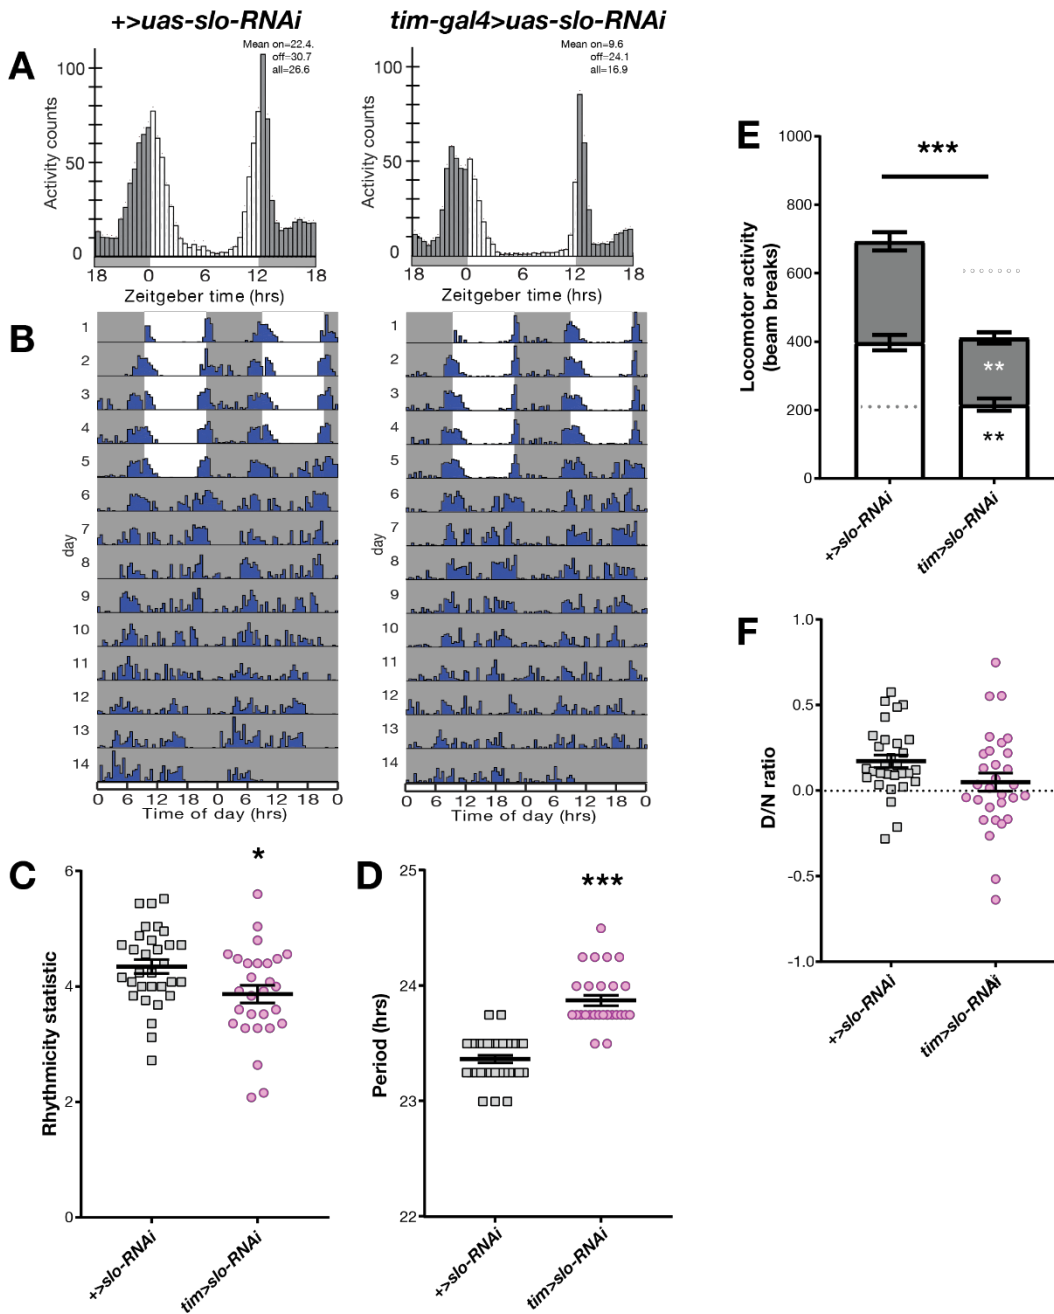 +>uas-slo-RNAi
tim-gal4>uas-slo-RNAi
A
Mean on=22.4.
off=30.7
all=26.6
Activity counts
100
50
0
18 0 6 12 18
Zeitgeber time (hrs)
Mean on=9.6
off=24.1
all=16.9
Activity counts
100
50
0
18 0 6 12 18
Zeitgeber time (hrs)
B
day
1
2
3
4
5
6
7
8
9
10
11
12
13
14
0 6 12 18 0 6 12 18 0
Time of day (hrs)
day
1
2
3
4
5
6
7
8
9
10
11
12
13
14
0 6 12 18 0 6 12 18 0
Time of day (hrs)
C
Rhythmicity statistic
6
4
2
0
*
+>slo-RNAi
tim>slo-RNAi
D
Period (hrs)
25
24
23
22
***
+>slo-RNAi
tim>slo-RNAi
E
Locomotor activity
(beam breaks)
1000
800
600
400
200
0
***
**
**
+>slo-RNAi
tim>slo-RNAi
F
D/N ratio
1.0
0.5
0.0
-0.5
-1.0
+>slo-RNAi
tim>slo-RNAi